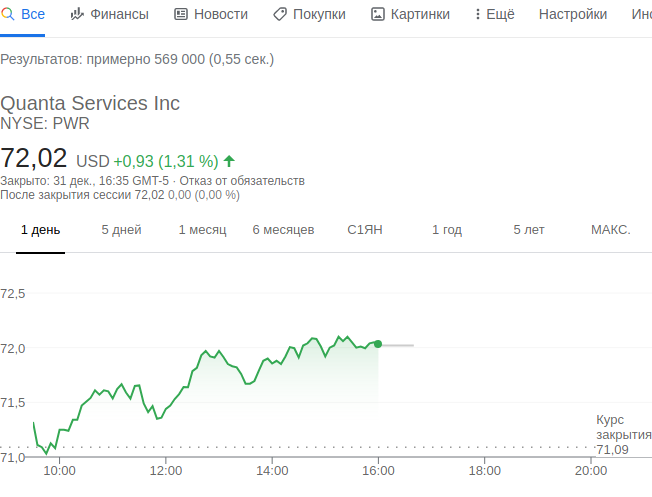 Все Финансы Новости Покупки Картинки Ещё Настройки Инс
Результатов: примерно 569 000 (0,55 сек.)
Quanta Services Inc
NYSE: PWR
72,02 USD +0,93 (1,31 %)
Закрыто: 31 дек., 16:35 GMT-5 · Отказ от обязательств
После закрытия сессии 72,02 0,00 (0,00 %)
1 день 5 дней 1 месяц 6 месяцев С1ЯН 1 год 5 лет МАКС.
72,5
72,0
71,5
Курс
закрытия
71,09
71,0
10:00 12:00 14:00 16:00 18:00 20:00